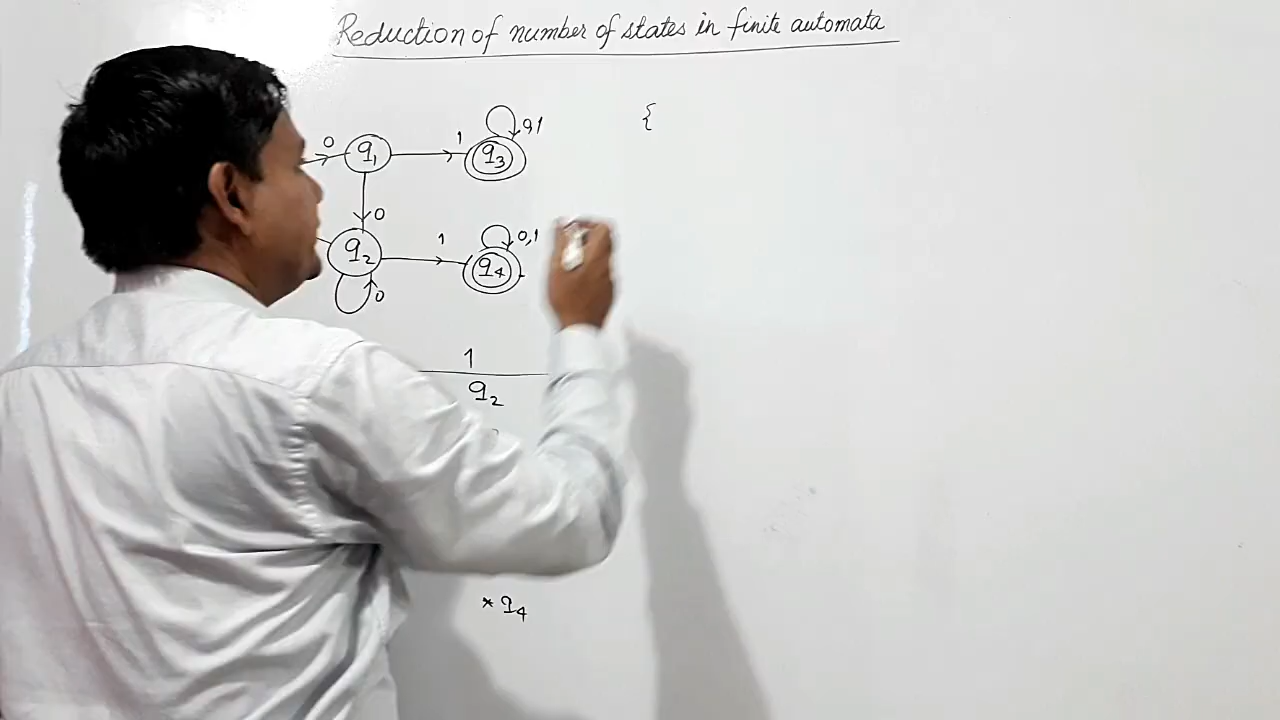 Reduction of number of states in finite automata
0 q1 1 q3 0,1 {
0
q2 1 q4 0,1
0
1
q2
* q4